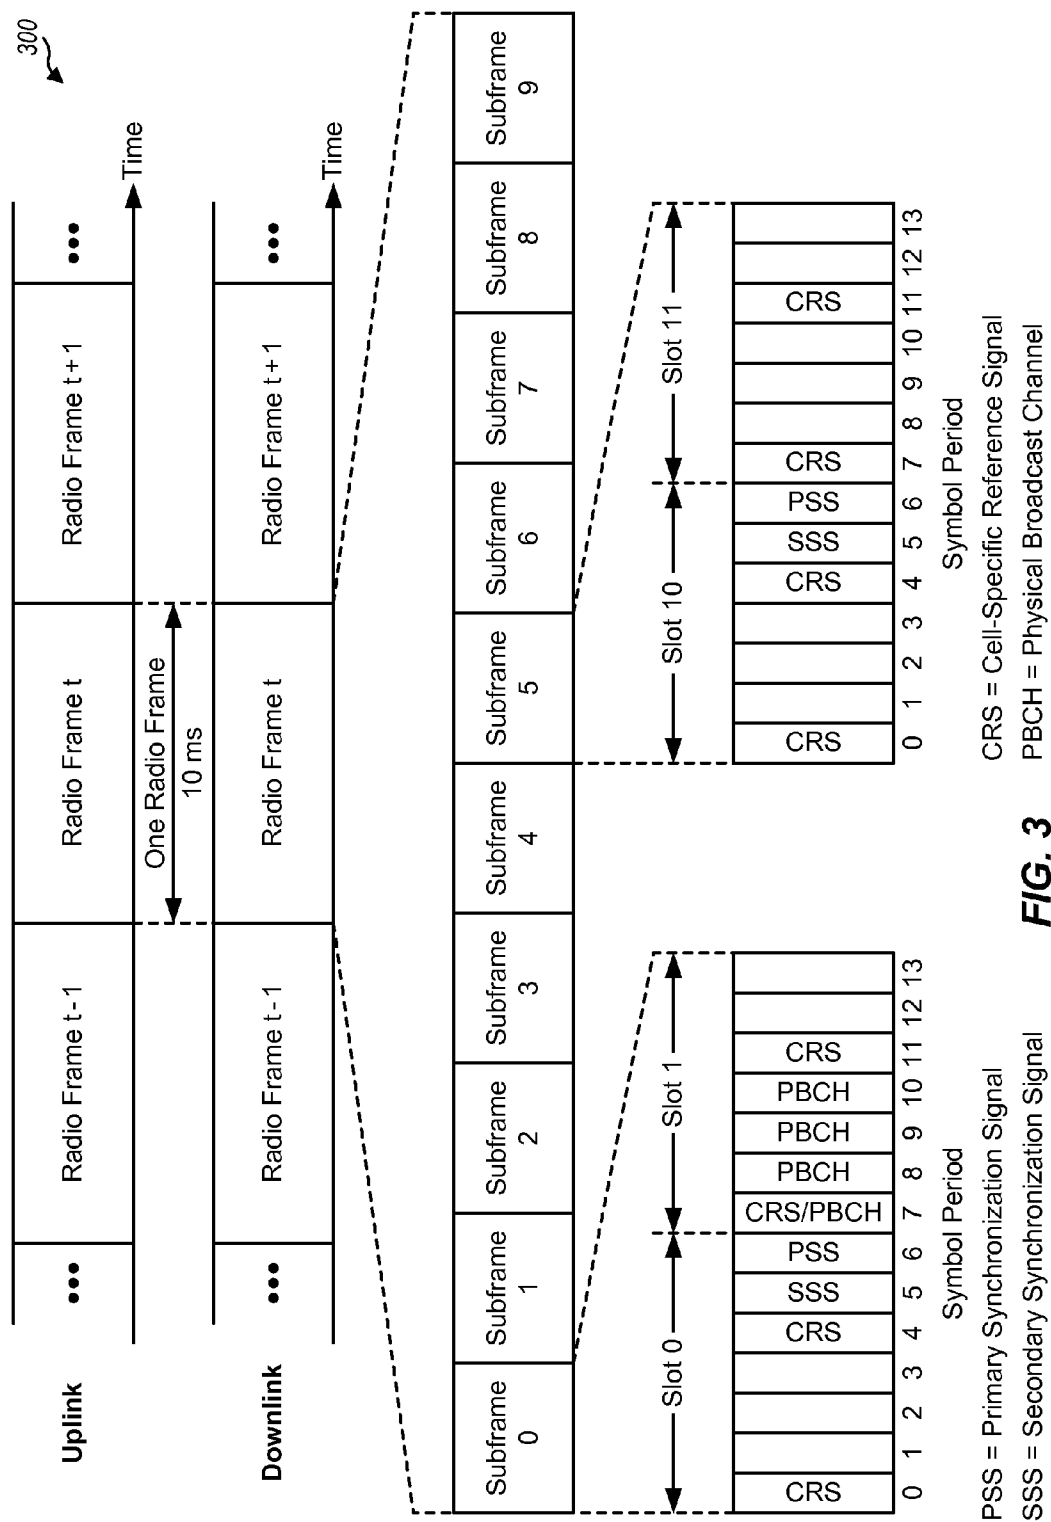 300
Uplink
•••
Radio Frame t - 1
Radio Frame t
Radio Frame t + 1
•••
Time
One Radio Frame
10 ms
Downlink
•••
Radio Frame t - 1
Radio Frame t
Radio Frame t + 1
•••
Time
Subframe
0
Subframe
1
Subframe
2
Subframe
3
Subframe
4
Subframe
5
Subframe
6
Subframe
7
Subframe
8
Subframe
9
Slot 0
Slot 1
CRS
CRS
SSS
PSS
CRS/PBCH
PBCH
PBCH
PBCH
CRS
0 1 2 3 4 5 6 7 8 9 10 11 12 13
Symbol Period
Slot 10
Slot 11
CRS
CRS
SSS
PSS
CRS
CRS
0 1 2 3 4 5 6 7 8 9 10 11 12 13
Symbol Period
PSS = Primary Synchronization Signal
SSS = Secondary Synchronization Signal
CRS = Cell-Specific Reference Signal
PBCH = Physical Broadcast Channel
FIG. 3